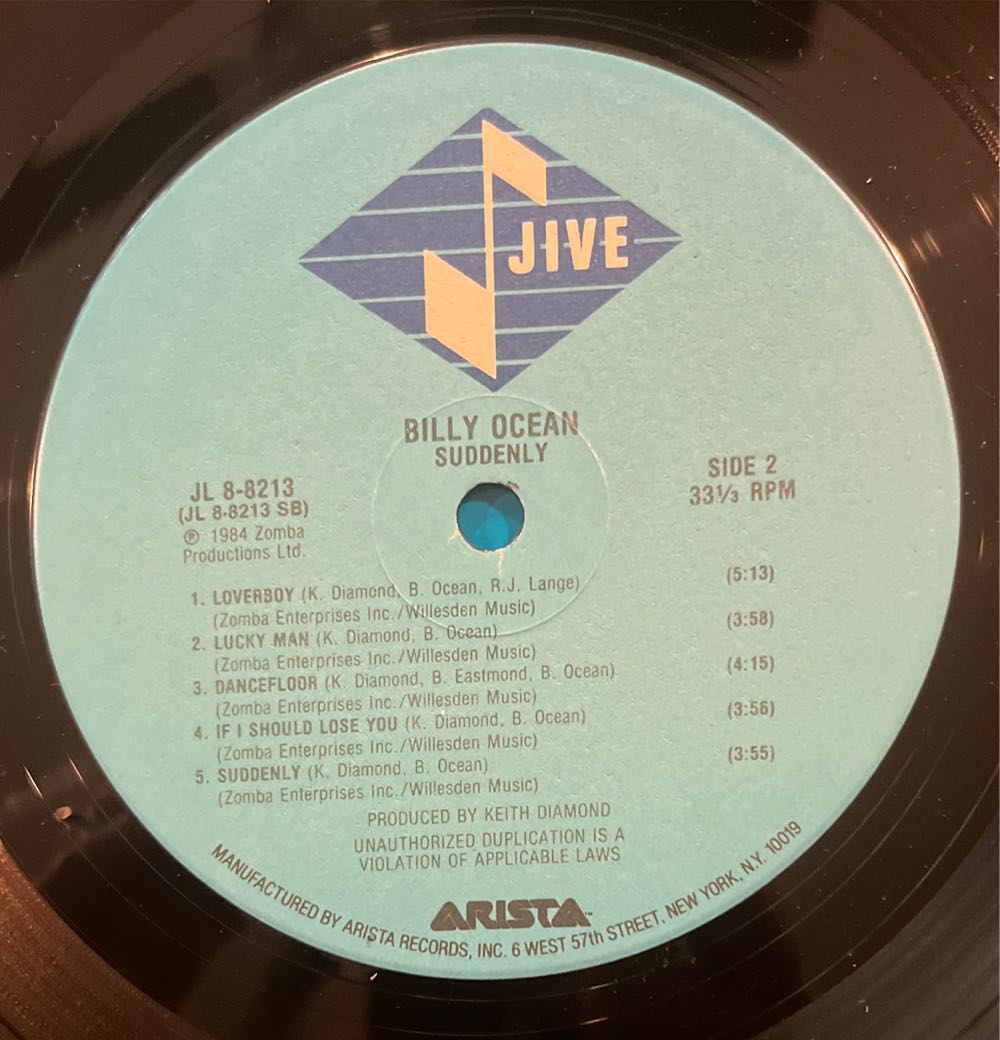 JIVE
BILLY OCEAN
SUDDENLY
JL 8-8213
(JL 8-8213 SB)
℗ 1984 Zomba
Productions Ltd.
SIDE 2
33⅓ RPM
1. LOVERBOY (K. Diamond, B. Ocean, R.J. Lange) (5:13)
(Zomba Enterprises Inc./Willesden Music)
2. LUCKY MAN (K. Diamond, B. Ocean) (3:58)
(Zomba Enterprises Inc./Willesden Music)
3. DANCEFLOOR (K. Diamond, B. Eastmond, B. Ocean) (4:15)
(Zomba Enterprises Inc./Willesden Music)
4. IF I SHOULD LOSE YOU (K. Diamond, B. Ocean) (3:56)
(Zomba Enterprises Inc./Willesden Music)
5. SUDDENLY (K. Diamond, B. Ocean) (3:55)
(Zomba Enterprises Inc./Willesden Music)
PRODUCED BY KEITH DIAMOND
UNAUTHORIZED DUPLICATION IS A
VIOLATION OF APPLICABLE LAWS
ARISTA™
MANUFACTURED BY ARISTA RECORDS, INC. 6 WEST 57th STREET, NEW YORK, N.Y. 10019